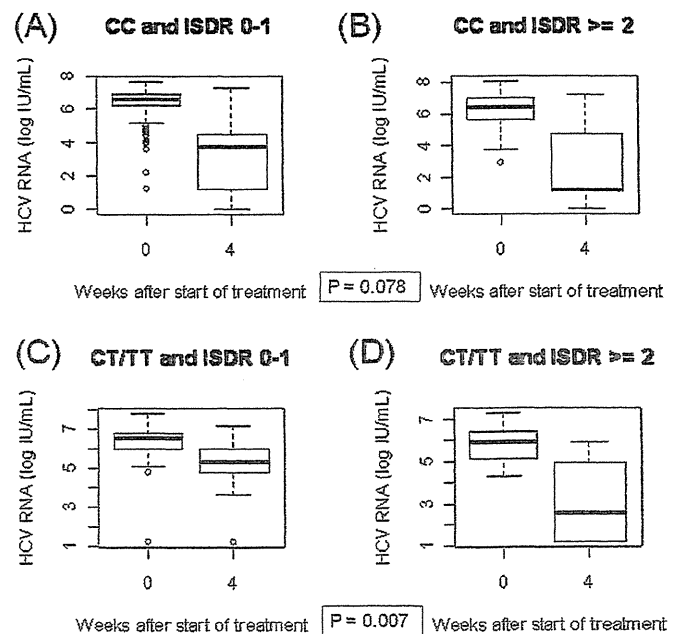 (A) CC and ISDR 0-1
HCV RNA (log IU/mL)
8
6
4
2
0
0 4
Weeks after start of treatment
(B) CC and ISDR >= 2
HCV RNA (log IU/mL)
8
6
4
2
0
0 4
Weeks after start of treatment
P = 0.078
(C) CT/TT and ISDR 0-1
HCV RNA (log IU/mL)
7
5
3
1
0 4
Weeks after start of treatment
(D) CT/TT and ISDR >= 2
HCV RNA (log IU/mL)
7
5
3
1
0 4
Weeks after start of treatment
P = 0.007